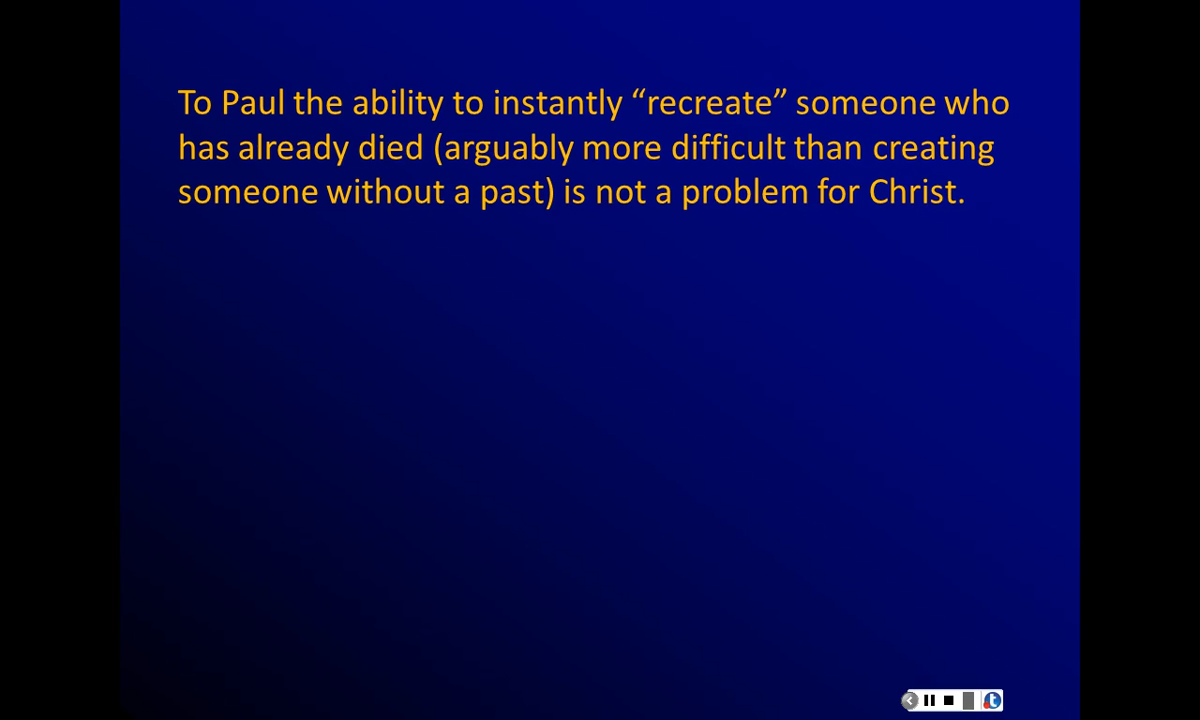 To Paul the ability to instantly “recreate” someone who
has already died (arguably more difficult than creating
someone without a past) is not a problem for Christ.